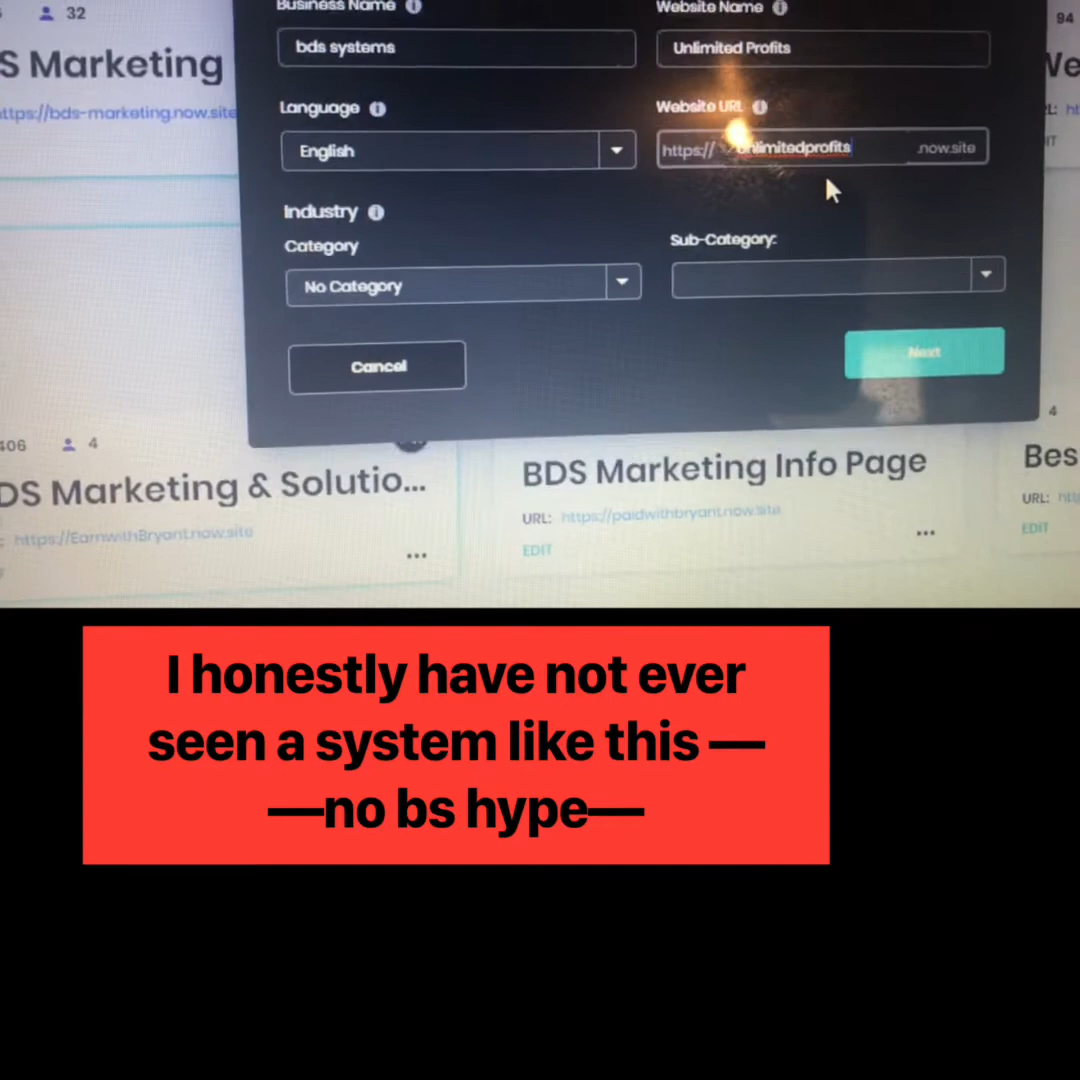 32
94
Business Name
Website Name
bds systems
Unlimited Profits
S Marketing
https://bds-marketing.now.site
Language
Website URL
English
https://
unlimitedprofits
.now.site
Industry
Category
Sub-Category:
No Category
Cancel
Next
406
4
4
DS Marketing & Solutio...
BDS Marketing Info Page
Bes
https://EarnwithBryant.now.site
URL: https://paidwithbryant.now.site
URL:
...
...
EDIT
EDIT
I honestly have not ever
seen a system like this —
—no bs hype—